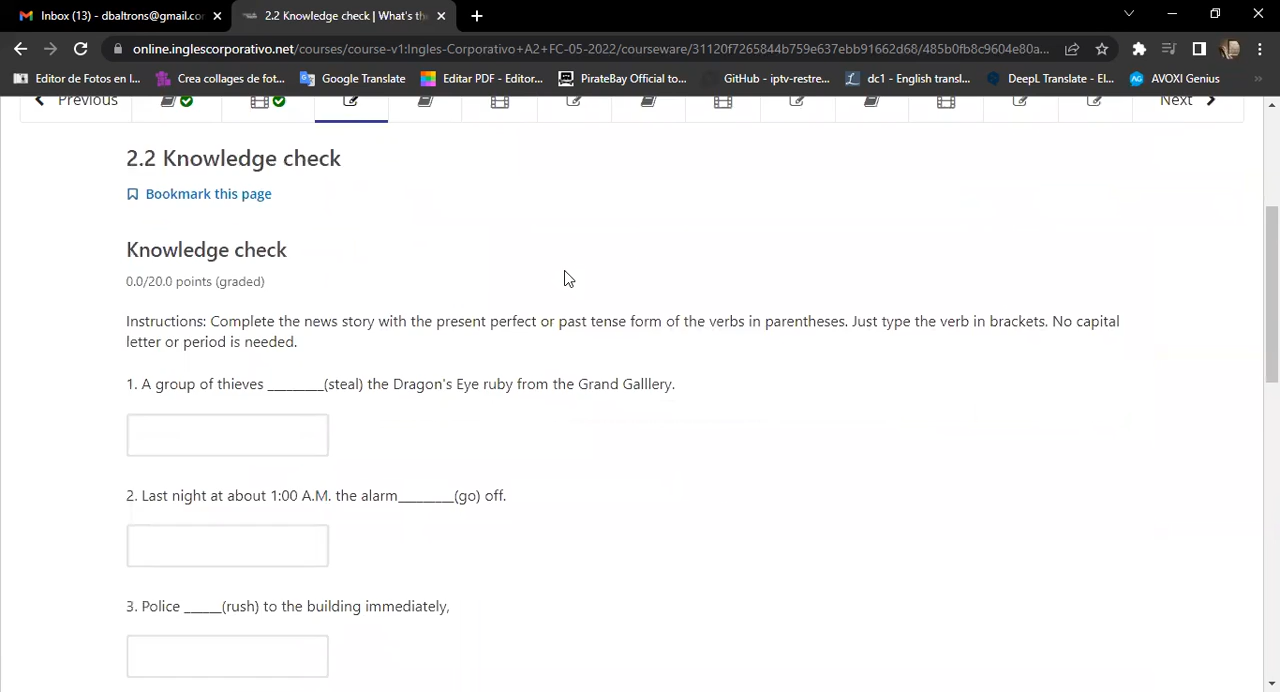 Inbox (13) - dbaltrons@gmail.co
2.2 Knowledge check | What's th
online.inglescorporativo.net/courses/course-v1:Ingles-Corporativo+A2+FC-05-2022/courseware/31120f7265844b759e637ebb91662d68/485b0fb8c9604e80a...
Editor de Fotos en l...
Crea collages de fot...
Google Translate
Editar PDF - Editor...
PirateBay Official to...
GitHub - iptv-restre...
dc1 - English transl...
DeepL Translate - El...
AVOXI Genius
Previous
Next
2.2 Knowledge check
Bookmark this page
Knowledge check
0.0/20.0 points (graded)
Instructions: Complete the news story with the present perfect or past tense form of the verbs in parentheses. Just type the verb in brackets. No capital
letter or period is needed.
1. A group of thieves _________(steal) the Dragon's Eye ruby from the Grand Galllery.
2. Last night at about 1:00 A.M. the alarm_________(go) off.
3. Police ______(rush) to the building immediately,